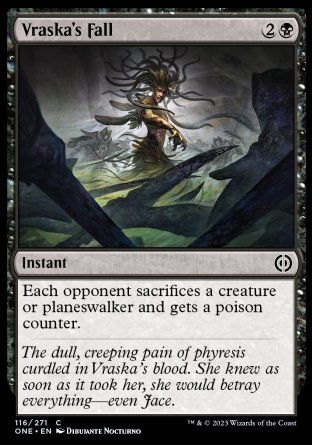 Vraska's Fall 2
Instant
Each opponent sacrifices a creature
or planeswalker and gets a poison
counter.
The dull, creeping pain of phyresis
curdled in Vraska's blood. She knew as
soon as it took her, she would betray
everything—even Jace.
116/271 C
ONE • EN Dibujante Nocturno ™ & © 2023 Wizards of the Coast